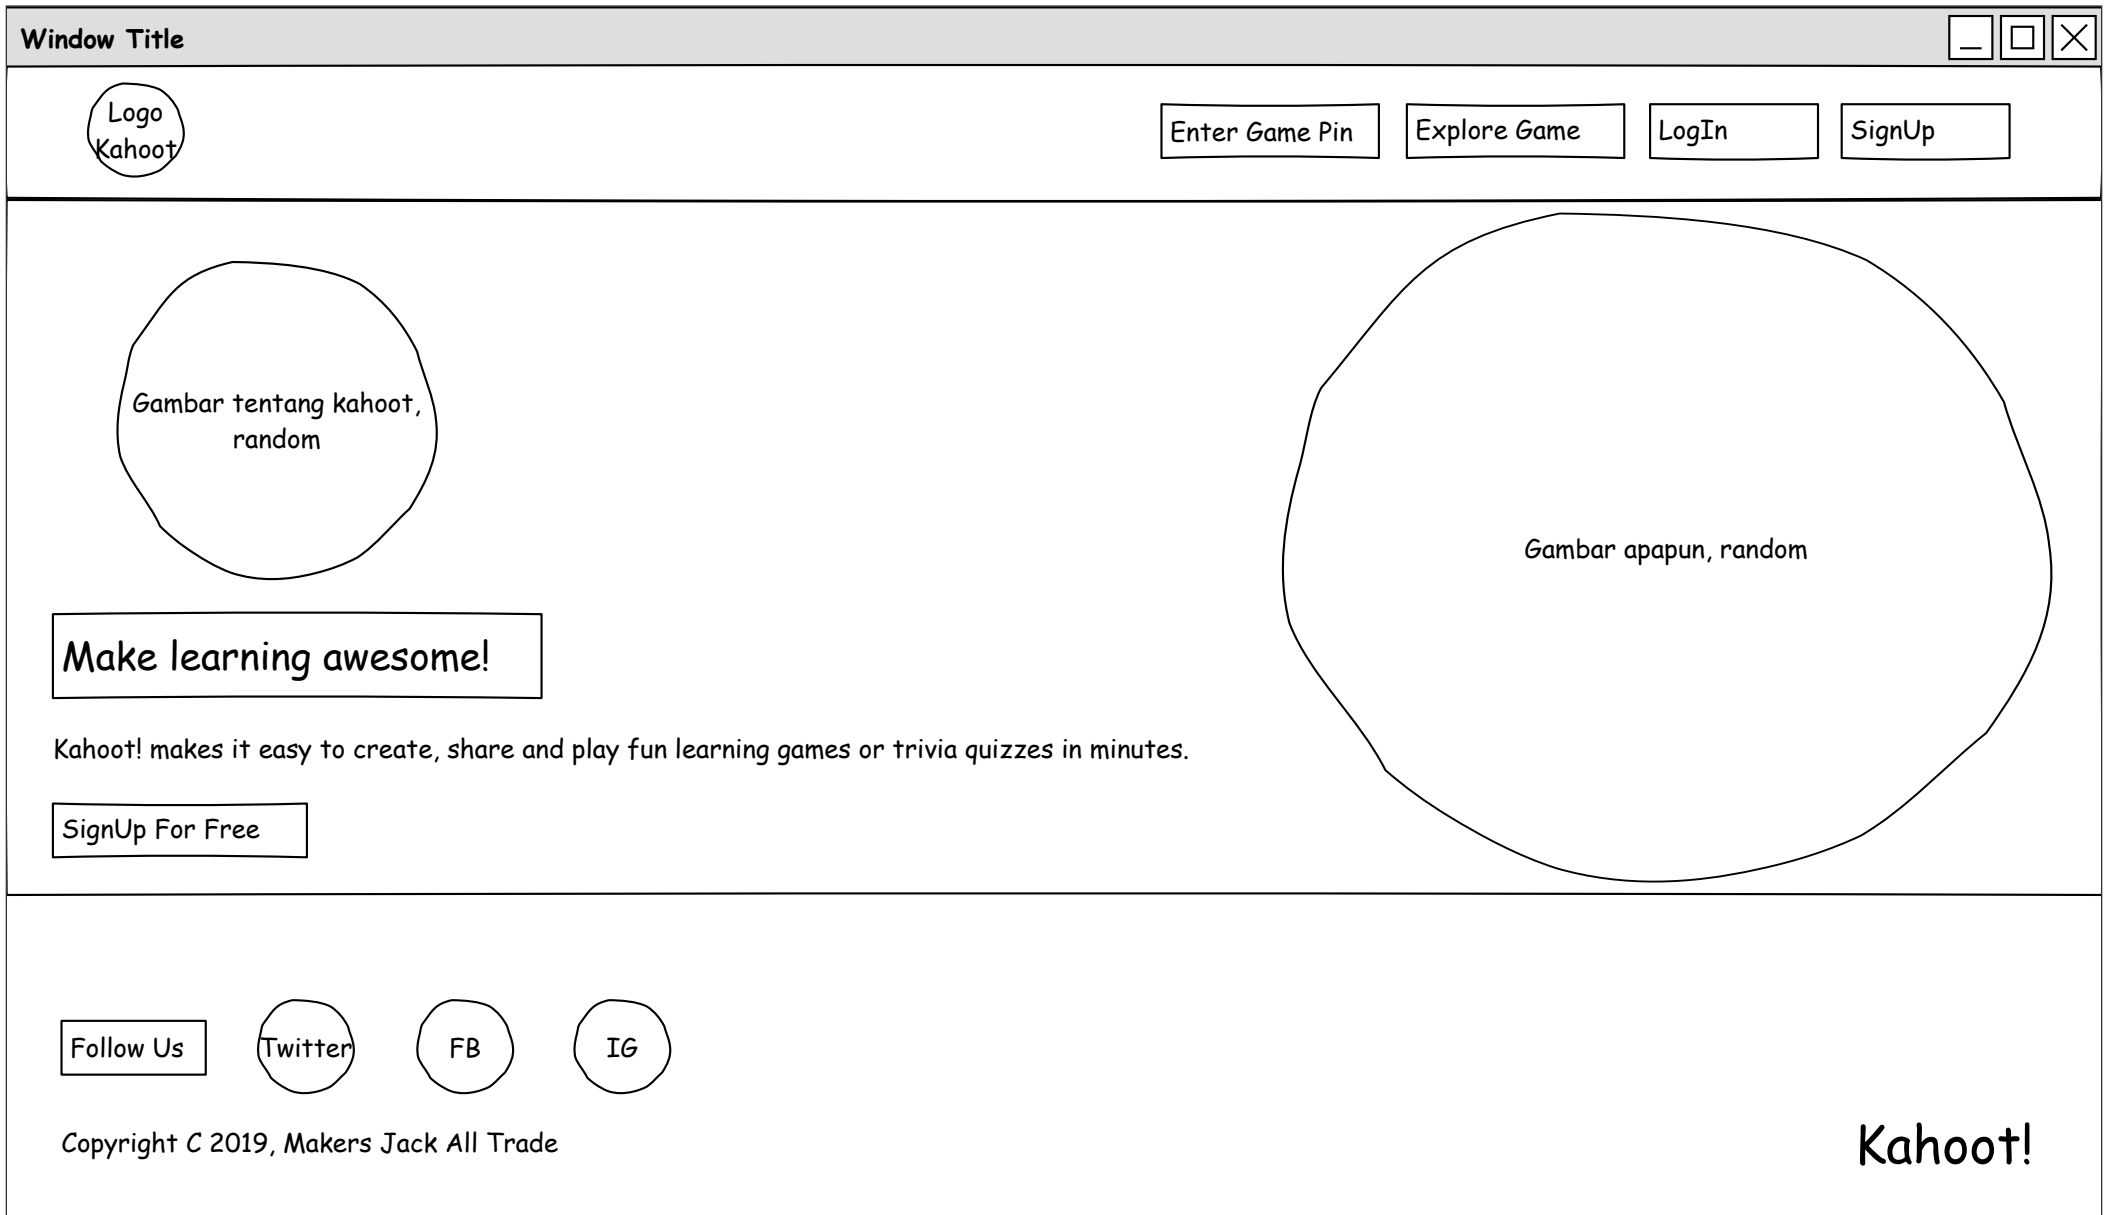 Window Title
Logo
Kahoot
Enter Game Pin
Explore Game
LogIn
SignUp
Gambar tentang kahoot,
random
Gambar apapun, random
Make learning awesome!
Kahoot! makes it easy to create, share and play fun learning games or trivia quizzes in minutes.
SignUp For Free
Follow Us
Twitter
FB
IG
Copyright C 2019, Makers Jack All Trade
Kahoot!